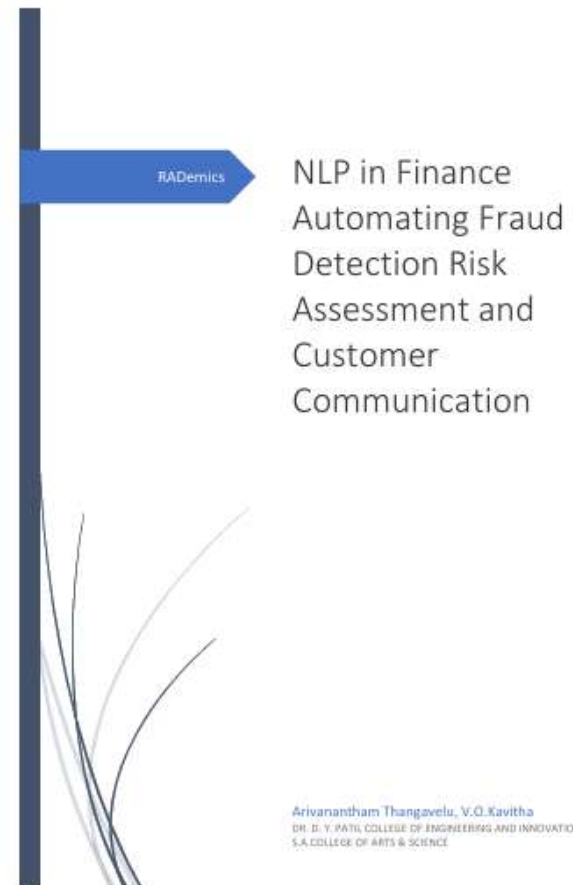 RADemics
NLP in Finance
Automating Fraud
Detection Risk
Assessment and
Customer
Communication
Arivanantham Thangavelu, V.O.Kavitha
DR. D. Y. PATIL COLLEGE OF ENGINEERING AND INNOVATIO
S.A.COLLEGE OF ARTS & SCIENCE